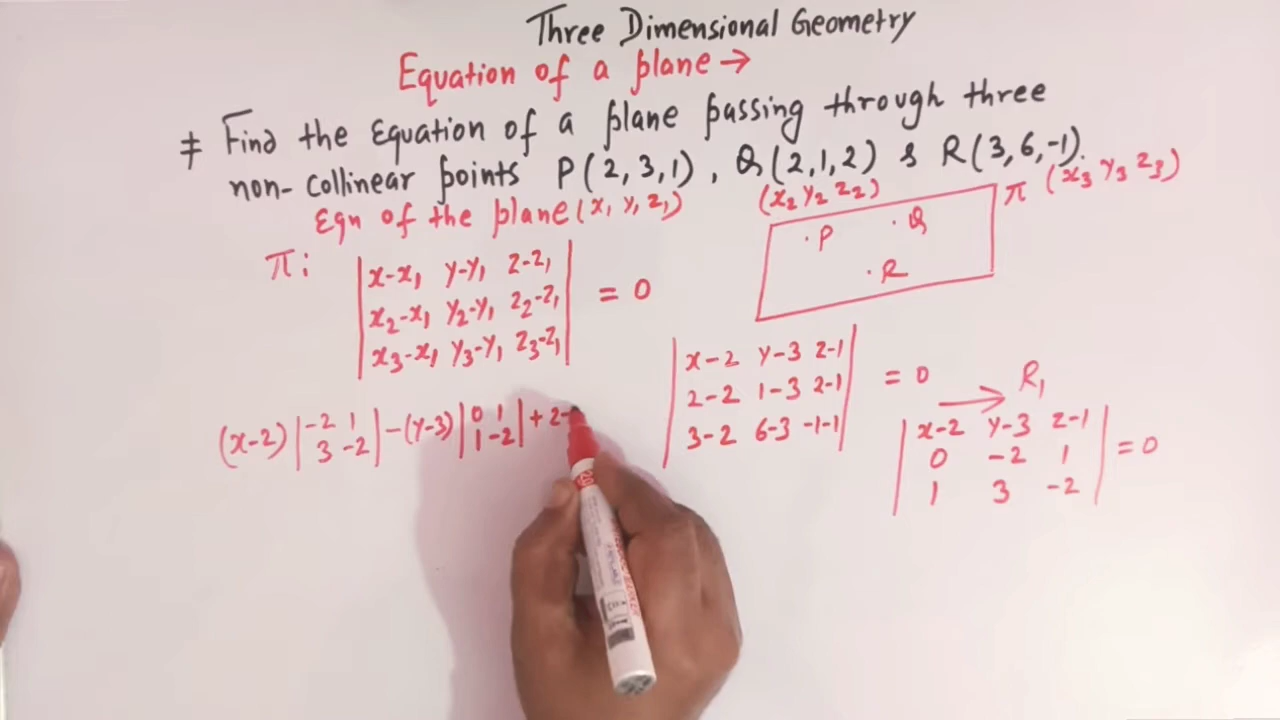 Three Dimensional Geometry
Equation of a plane →
≠ Find the Equation of a plane passing through three
non-collinear points P(2,3,1), Q(2,1,2) & R(3,6,-1).
Eqn of the plane (x₁ y₁ z₁) (x₂ y₂ z₂) π (x₃ y₃ z₃)
.P .Q
.R
π: | x-x₁ y-y₁ z-z₁ |
| x₂-x₁ y₂-y₁ z₂-z₁ | = 0
| x₃-x₁ y₃-y₁ z₃-z₁ |
| x-2 y-3 z-1 |
| 2-2 1-3 2-1 | = 0
| 3-2 6-3 -1-1 |
→ R₁
| x-2 y-3 z-1 |
| 0 -2 1 | = 0
| 1 3 -2 |
(x-2) | -2 1 | - (y-3) | 0 1 | + z-
| 3 -2 | | 1 -2 |